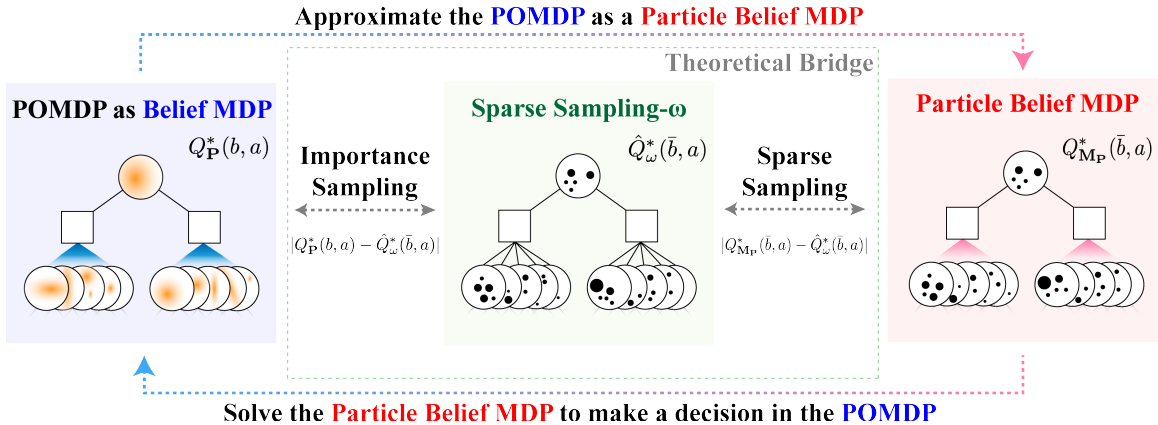 Approximate the POMDP as a Particle Belief MDP
Theoretical Bridge
POMDP as Belief MDP
Q*_P(b, a)
Importance
Sampling
|Q*_P(b, a) − Q̂*_ω(b̄, a)|
Sparse Sampling-ω
Q̂*_ω(b̄, a)
Sparse
Sampling
|Q*_{M_P}(b̄, a) − Q̂*_ω(b̄, a)|
Particle Belief MDP
Q*_{M_P}(b̄, a)
Solve the Particle Belief MDP to make a decision in the POMDP